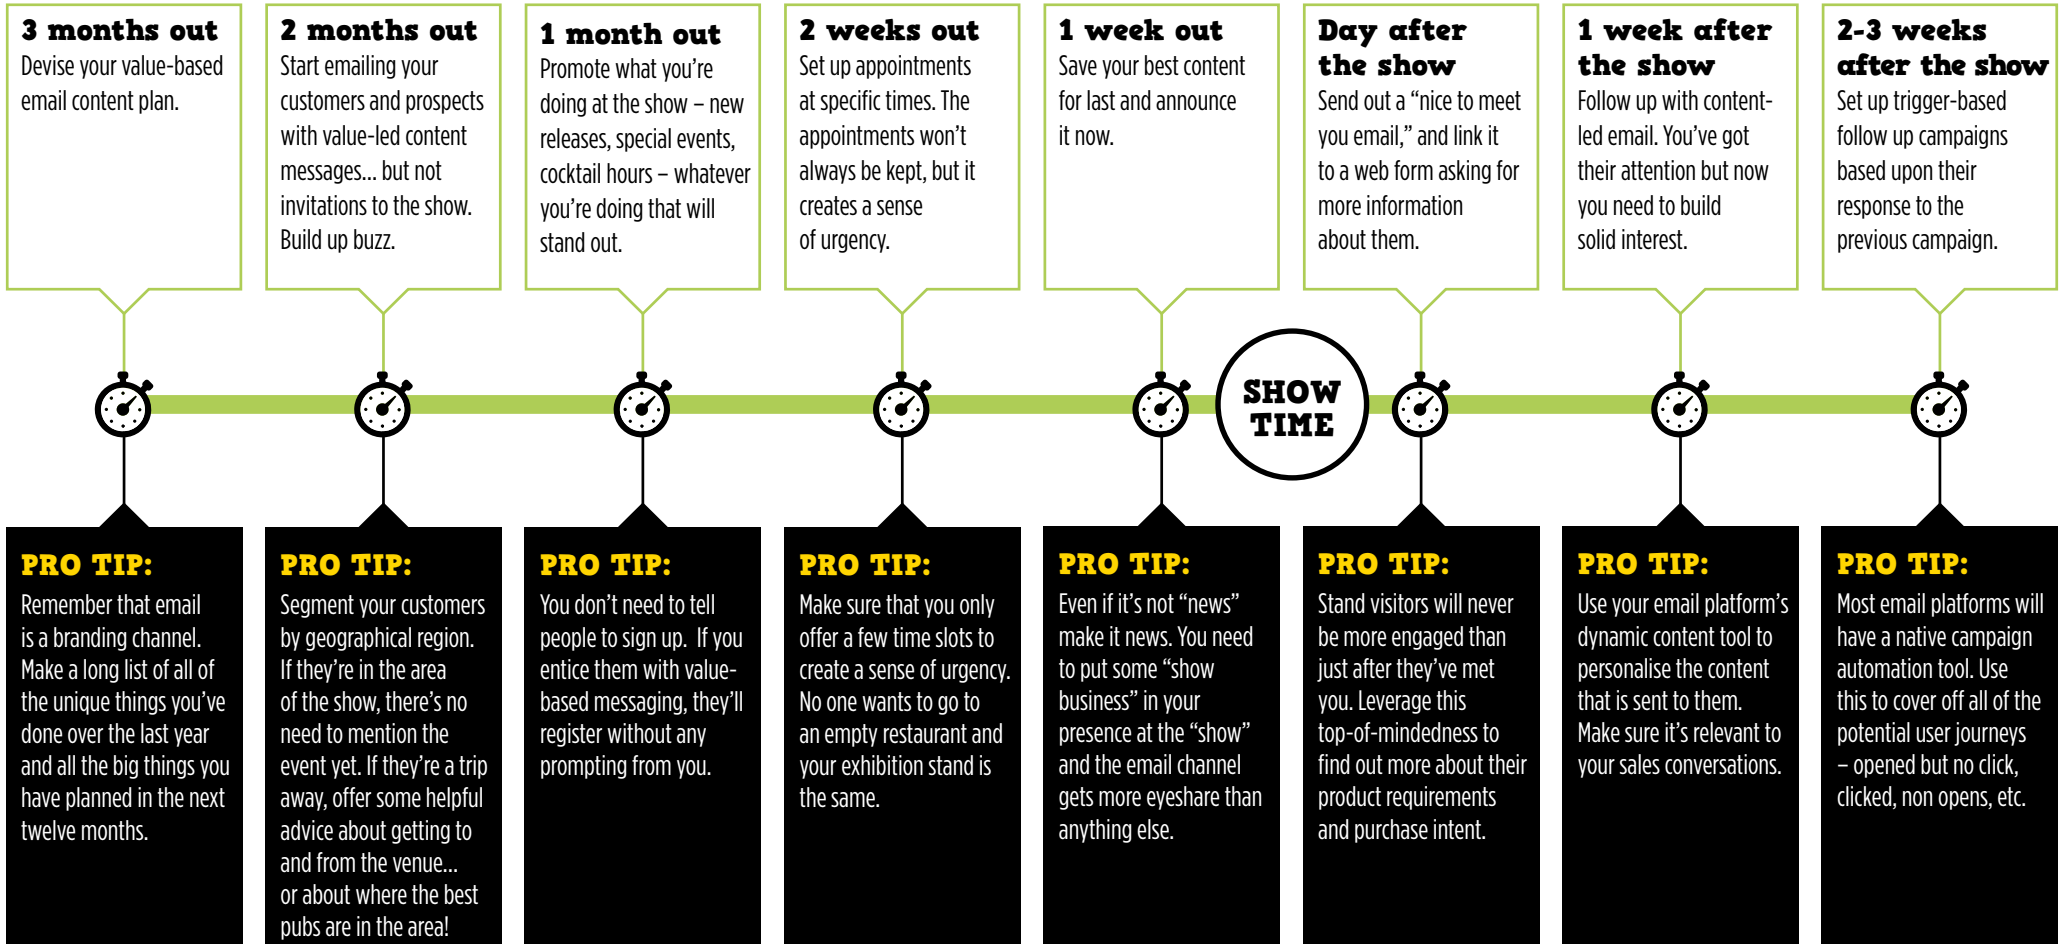 3 months out
Devise your value-based
email content plan.
2 months out
Start emailing your
customers and prospects
with value-led content
messages... but not
invitations to the show.
Build up buzz.
1 month out
Promote what you're
doing at the show – new
releases, special events,
cocktail hours – whatever
you're doing that will
stand out.
2 weeks out
Set up appointments
at specific times. The
appointments won't
always be kept, but it
creates a sense
of urgency.
1 week out
Save your best content
for last and announce
it now.
Day after
the show
Send out a “nice to meet
you email,” and link it
to a web form asking for
more information
about them.
1 week after
the show
Follow up with content-
led email. You've got
their attention but now
you need to build
solid interest.
2-3 weeks
after the show
Set up trigger-based
follow up campaigns
based upon their
response to the
previous campaign.
SHOW
TIME
PRO TIP:
Remember that email
is a branding channel.
Make a long list of all of
the unique things you've
done over the last year
and all the big things you
have planned in the next
twelve months.
PRO TIP:
Segment your customers
by geographical region.
If they're in the area
of the show, there's no
need to mention the
event yet. If they're a trip
away, offer some helpful
advice about getting to
and from the venue...
or about where the best
pubs are in the area!
PRO TIP:
You don't need to tell
people to sign up. If you
entice them with value-
based messaging, they'll
register without any
prompting from you.
PRO TIP:
Make sure that you only
offer a few time slots to
create a sense of urgency.
No one wants to go to
an empty restaurant and
your exhibition stand is
the same.
PRO TIP:
Even if it's not “news”
make it news. You need
to put some “show
business” in your
presence at the “show”
and the email channel
gets more eyeshare than
anything else.
PRO TIP:
Stand visitors will never
be more engaged than
just after they've met
you. Leverage this
top-of-mindedness to
find out more about their
product requirements
and purchase intent.
PRO TIP:
Use your email platform's
dynamic content tool to
personalise the content
that is sent to them.
Make sure it's relevant to
your sales conversations.
PRO TIP:
Most email platforms will
have a native campaign
automation tool. Use
this to cover off all of the
potential user journeys
– opened but no click,
clicked, non opens, etc.